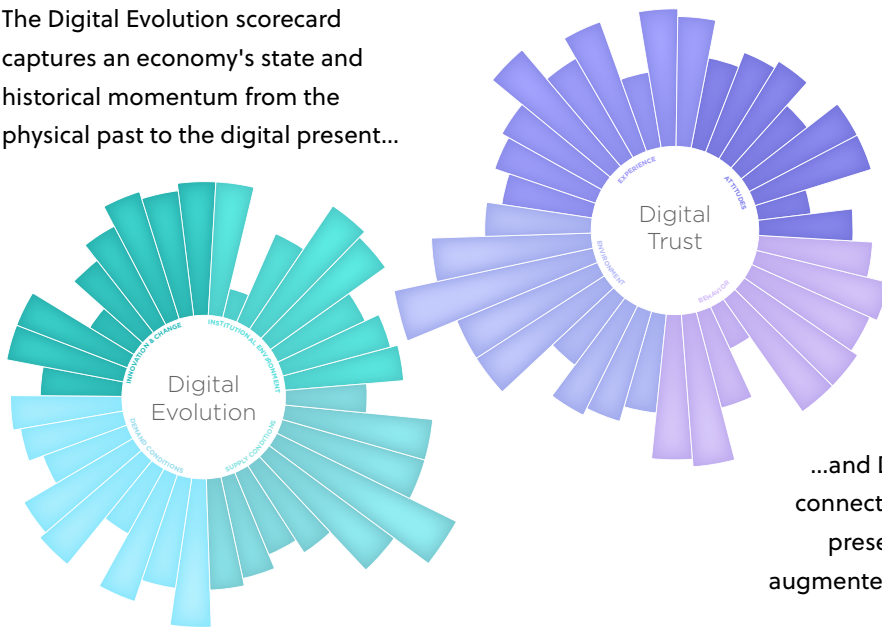 The Digital Evolution scorecard
captures an economy's state and
historical momentum from the
physical past to the digital present...
EXPERIENCE
ATTITUDES
Digital
Trust
ENVIRONMENT
BEHAVIOR
INNOVATION & CHANGE
INSTITUTIONAL ENVIRONMENT
Digital
Evolution
DEMAND CONDITIONS
SUPPLY CONDITIONS
...and
connect
prese
augmente